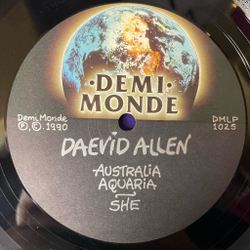 ·DEMI·
MONDE
Demi Monde
Ⓟ,©.1990
DMLP
1025
DAEVID ALLEN
AUSTRALIA
AQUARIA
SHE